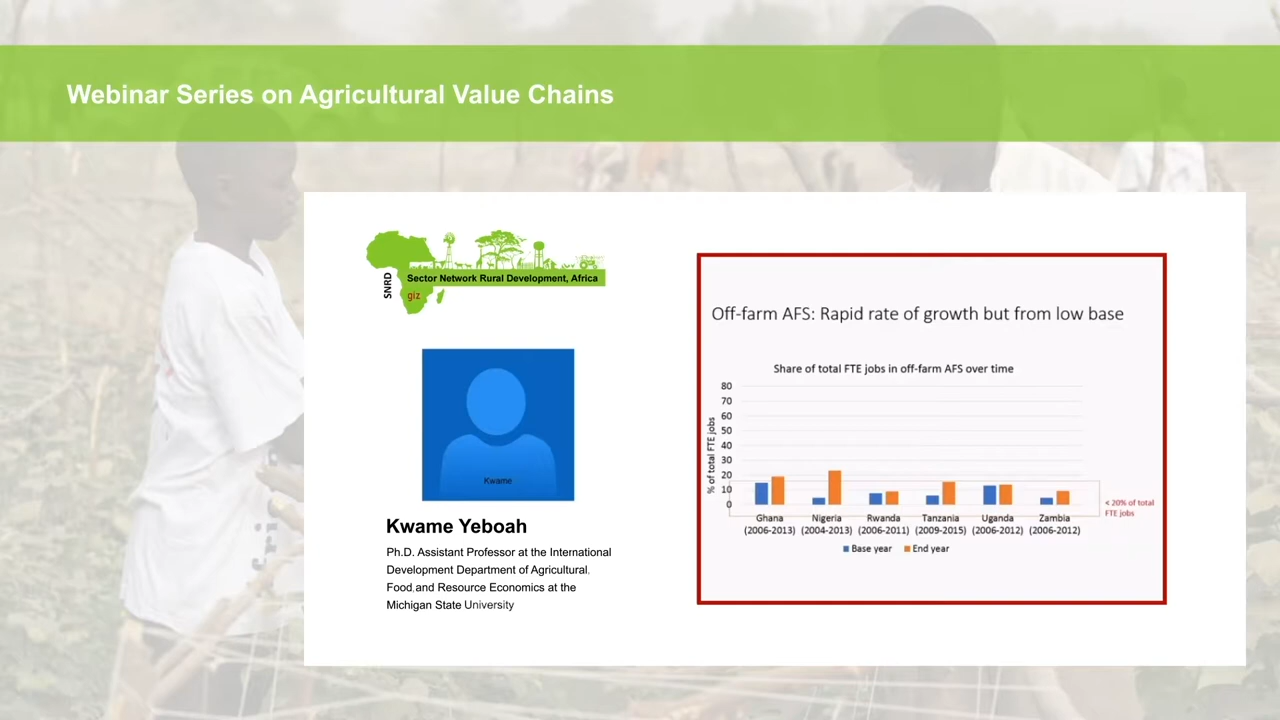 Webinar Series on Agricultural Value Chains
SNRD
Sector Network Rural Development, Africa
giz
Kwame
Kwame Yeboah
Ph.D. Assistant Professor at the International
Development Department of Agricultural.
Food and Resource Economics at the
Michigan State University
Off-farm AFS: Rapid rate of growth but from low base
Share of total FTE jobs in off-farm AFS over time
% of total FTE jobs
80
70
60
50
40
30
20
10
0
Ghana Nigeria Rwanda Tanzania Uganda Zambia
(2006-2013) (2004-2013) (2006-2011) (2009-2015) (2006-2012) (2006-2012)
Base year End year
< 20% of total
FTE jobs